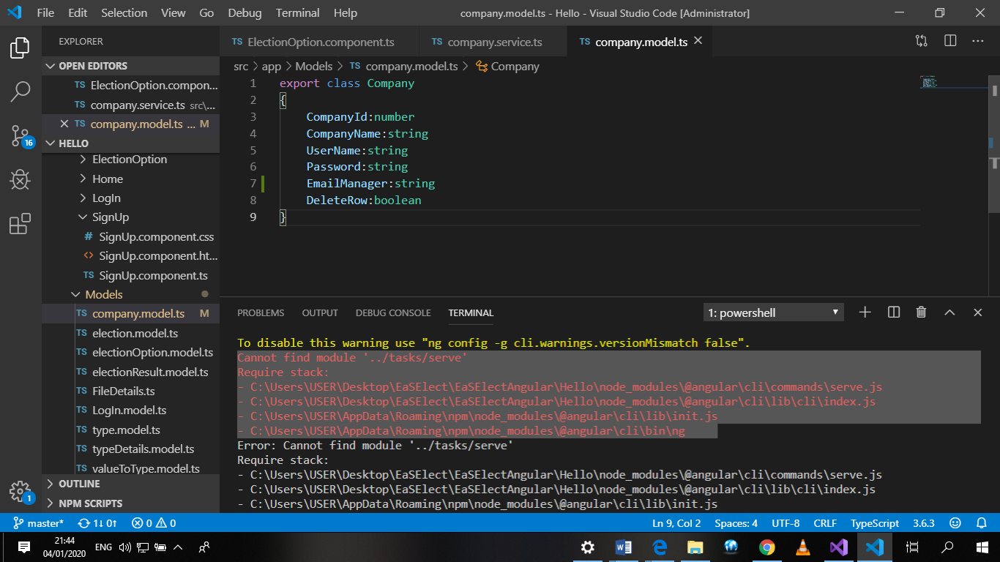 File Edit Selection View Go Debug Terminal Help
company.model.ts - Hello - Visual Studio Code [Administrator]
EXPLORER
TS ElectionOption.component.ts
TS company.service.ts
TS company.model.ts
OPEN EDITORS
TS ElectionOption.compon...
TS company.service.ts src\...
TS company.model.ts ... M
HELLO
ElectionOption
Home
LogIn
SignUp
# SignUp.component.css
<> SignUp.component.ht...
TS SignUp.component.ts
Models
TS company.model.ts M
TS election.model.ts
TS electionOption.model.ts
TS electionResult.model.ts
TS FileDetails.ts
TS LogIn.model.ts
TS type.model.ts
TS typeDetails.model.ts
TS valueToType.model.ts
OUTLINE
NPM SCRIPTS
16
1
src > app > Models > TS company.model.ts > Company
1 export class Company
2 {
3 CompanyId:number
4 CompanyName:string
5 UserName:string
6 Password:string
7 EmailManager:string
8 DeleteRow:boolean
9 }
PROBLEMS OUTPUT DEBUG CONSOLE TERMINAL
1: powershell
To disable this warning use "ng config -g cli.warnings.versionMismatch false".
Cannot find module '../tasks/serve'
Require stack:
- C:\Users\USER\Desktop\EaSElect\EaSElectAngular\Hello\node_modules\@angular\cli\commands\serve.js
- C:\Users\USER\Desktop\EaSElect\EaSElectAngular\Hello\node_modules\@angular\cli\lib\cli\index.js
- C:\Users\USER\AppData\Roaming\npm\node_modules\@angular\cli\lib\init.js
- C:\Users\USER\AppData\Roaming\npm\node_modules\@angular\cli\bin\ng
Error: Cannot find module '../tasks/serve'
Require stack:
- C:\Users\USER\Desktop\EaSElect\EaSElectAngular\Hello\node_modules\@angular\cli\commands\serve.js
- C:\Users\USER\Desktop\EaSElect\EaSElectAngular\Hello\node_modules\@angular\cli\lib\cli\index.js
- C:\Users\USER\AppData\Roaming\npm\node_modules\@angular\cli\lib\init.js
master* 1↓ 0↑ 0 0
Ln 9, Col 2 Spaces: 4 UTF-8 CRLF TypeScript 3.6.3
21:44
04/01/2020
ENG